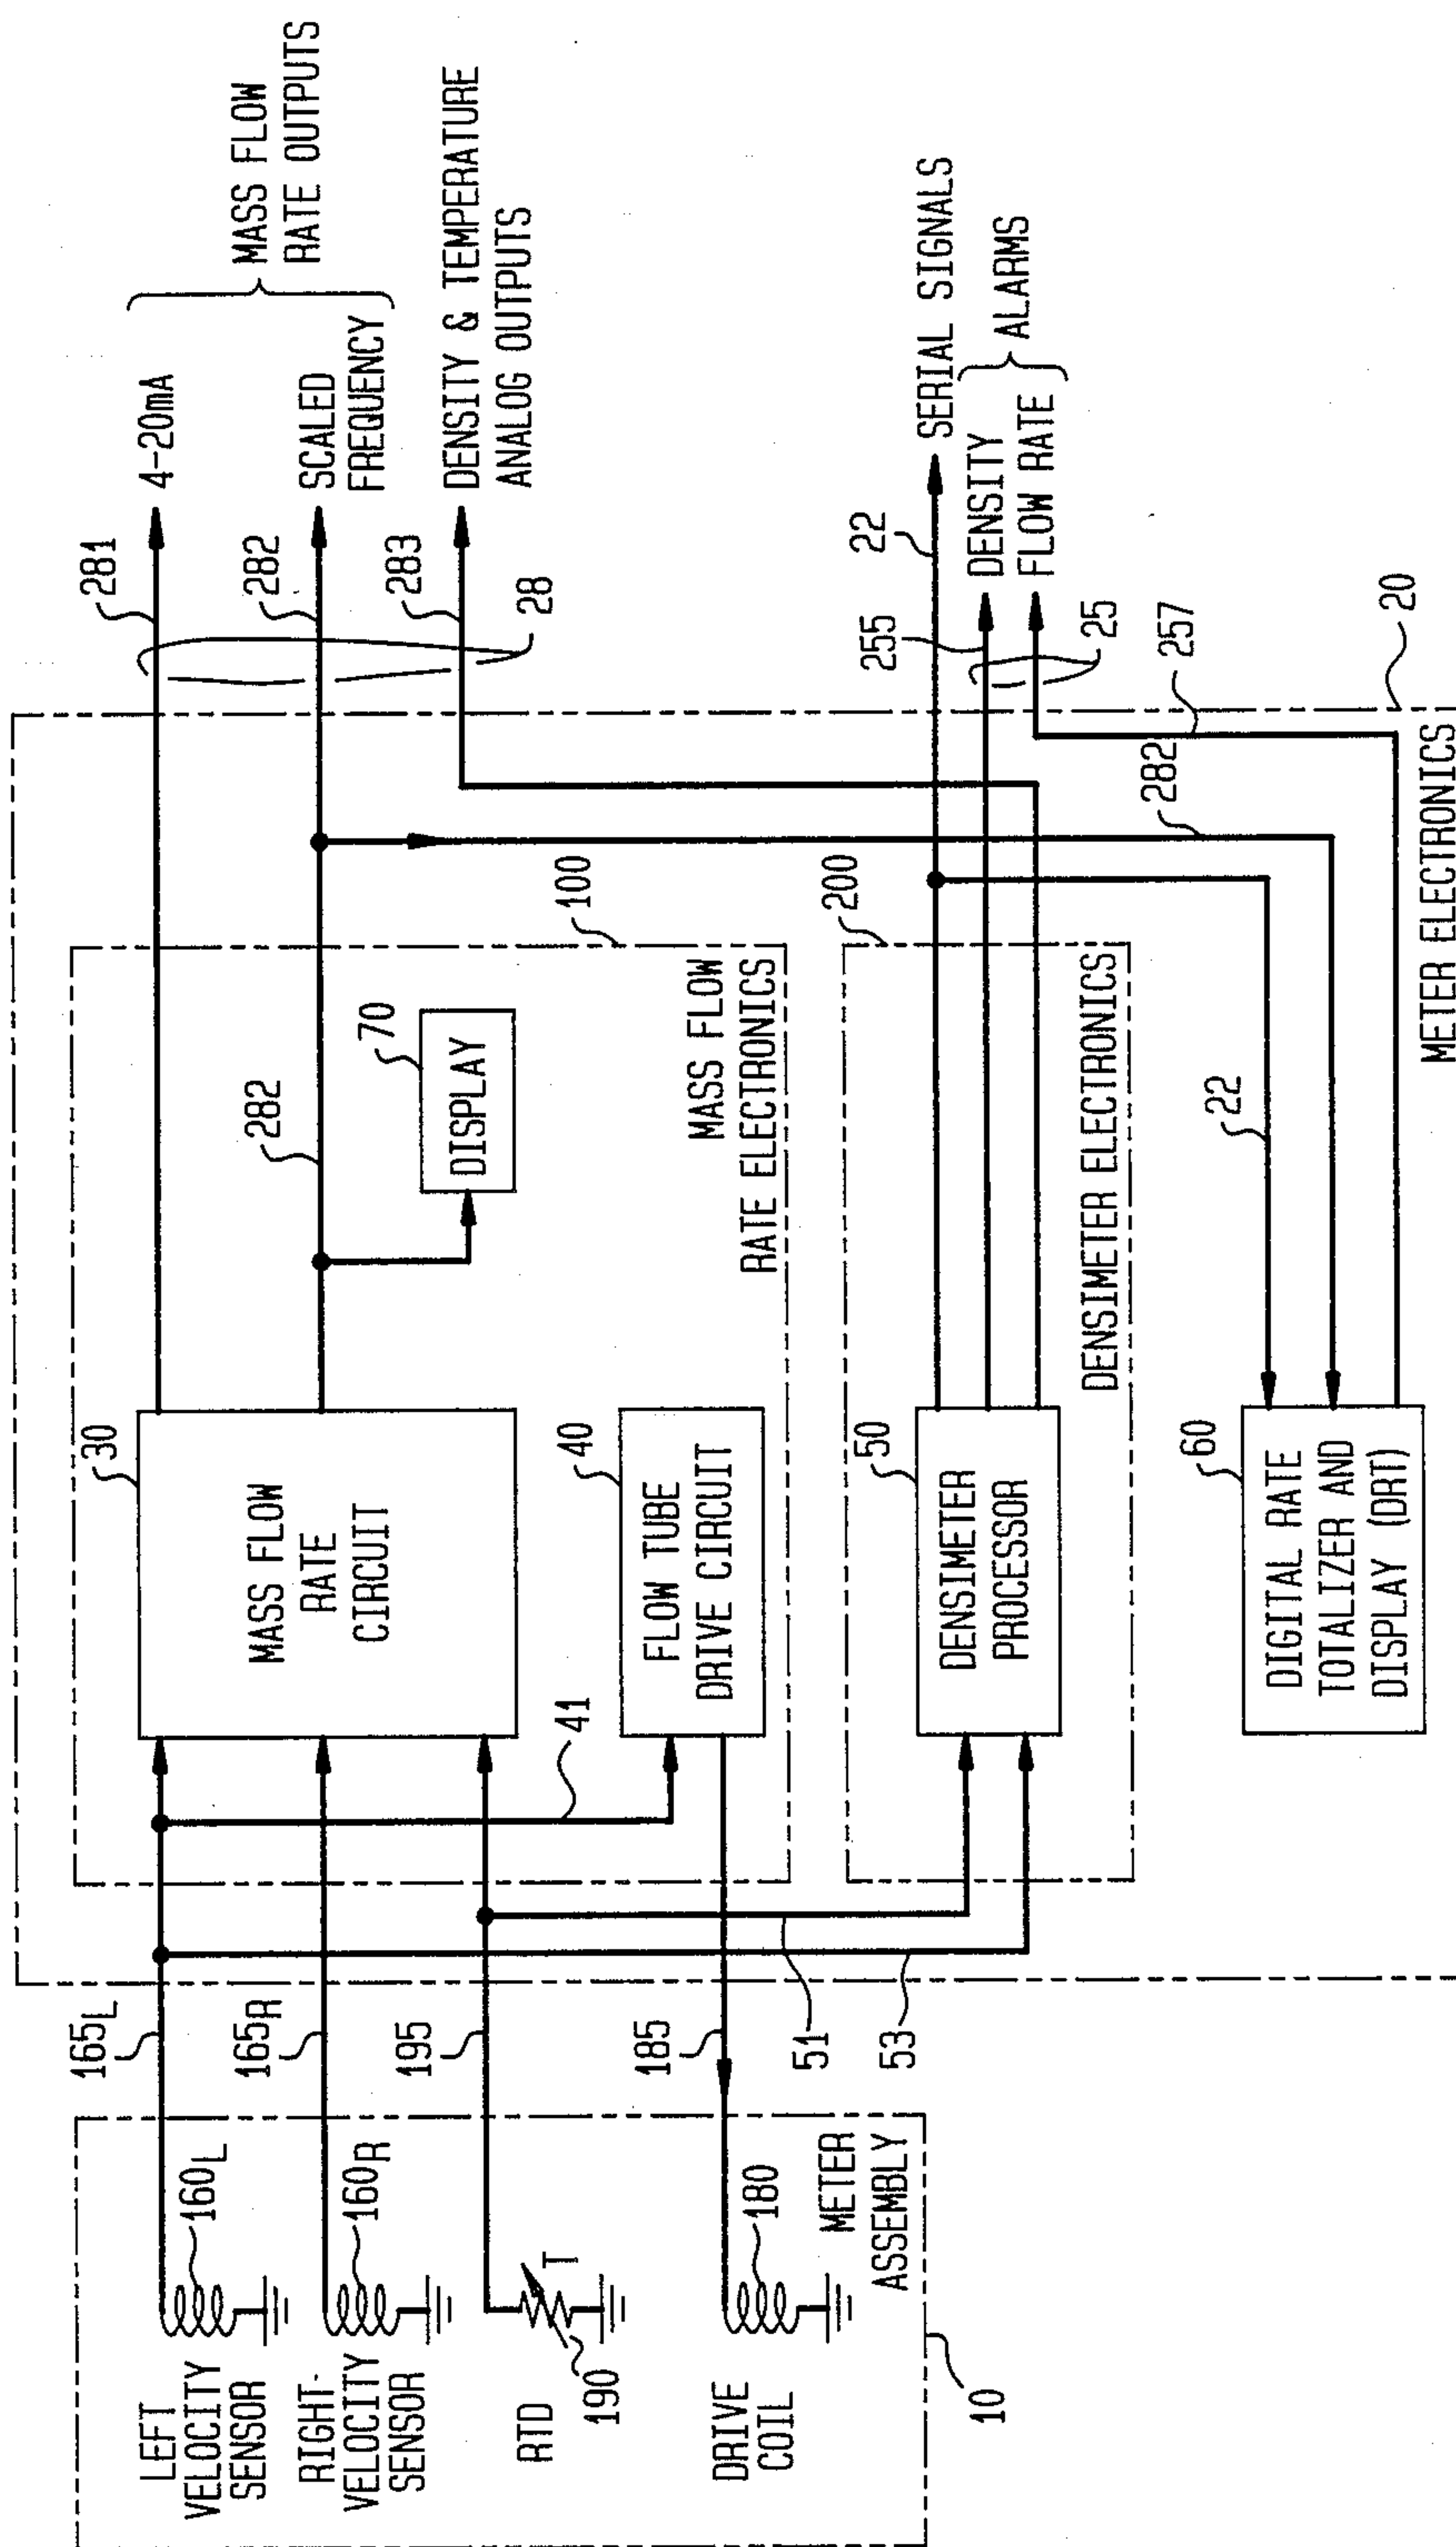 LEFT
VELOCITY
SENSOR
160L
165L
RIGHT-
VELOCITY
SENSOR
160R
165R
RTD
190
T
195
DRIVE
COIL
180
185
METER
ASSEMBLY
10
51
53
41
30
MASS FLOW
RATE
CIRCUIT
40
FLOW TUBE
DRIVE CIRCUIT
282
70
DISPLAY
MASS FLOW
RATE ELECTRONICS
100
50
DENSIMETER
PROCESSOR
DENSIMETER ELECTRONICS
200
60
DIGITAL RATE
TOTALIZER AND
DISPLAY (DRT)
22
282
257
METER ELECTRONICS
20
281
4-20mA
282
SCALED
FREQUENCY
MASS FLOW
RATE OUTPUTS
283
28
DENSITY & TEMPERATURE
ANALOG OUTPUTS
22
SERIAL SIGNALS
255
DENSITY
FLOW RATE
ALARMS
25